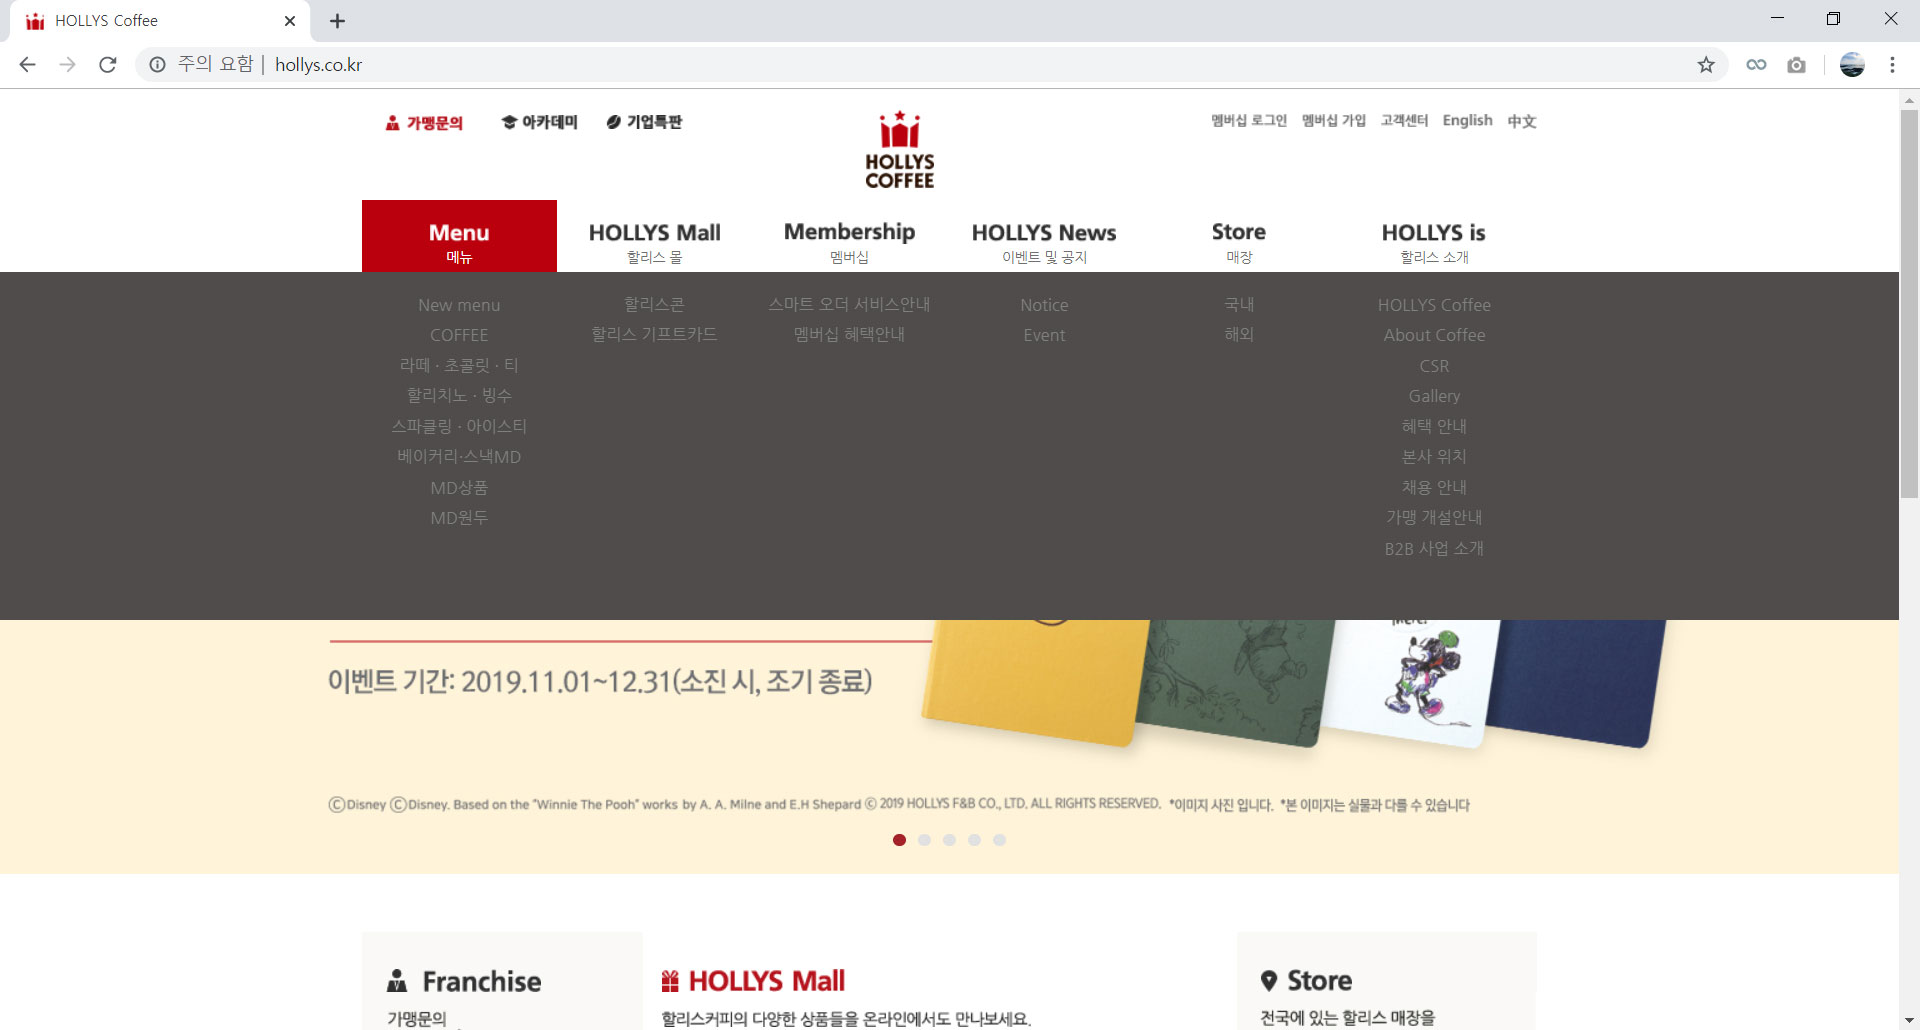 HOLLYS Coffee
주의 요함 | hollys.co.kr
가맹문의 아카데미 기업특판
HOLLYS
COFFEE
멤버십 로그인 멤버십 가입 고객센터 English 中文
Menu HOLLYS Mall Membership HOLLYS News Store HOLLYS is
메뉴 할리스 몰 멤버십 이벤트 및 공지 매장 할리스 소개
New menu 할리스콘 스마트 오더 서비스안내 Notice 국내 HOLLYS Coffee
COFFEE 할리스 기프트카드 멤버십 혜택안내 Event 해외 About Coffee
라떼 · 초콜릿 · 티 CSR
할리치노 · 빙수 Gallery
스파클링 · 아이스티 혜택 안내
베이커리·스낵MD 본사 위치
MD상품 채용 안내
MD원두 가맹 개설안내
B2B 사업 소개
이벤트 기간: 2019.11.01~12.31(소진 시, 조기 종료)
ⒸDisney ⒸDisney. Based on the "Winnie The Pooh" works by A. A. Milne and E.H Shepard © 2019 HOLLYS F&B CO., LTD. ALL RIGHTS RESERVED. *이미지 사진 입니다. *본 이미지는 실물과 다를 수 있습니다
Franchise HOLLYS Mall Store
가맹문의 할리스커피의 다양한 상품들을 온라인에서도 만나보세요. 전국에 있는 할리스 매장을